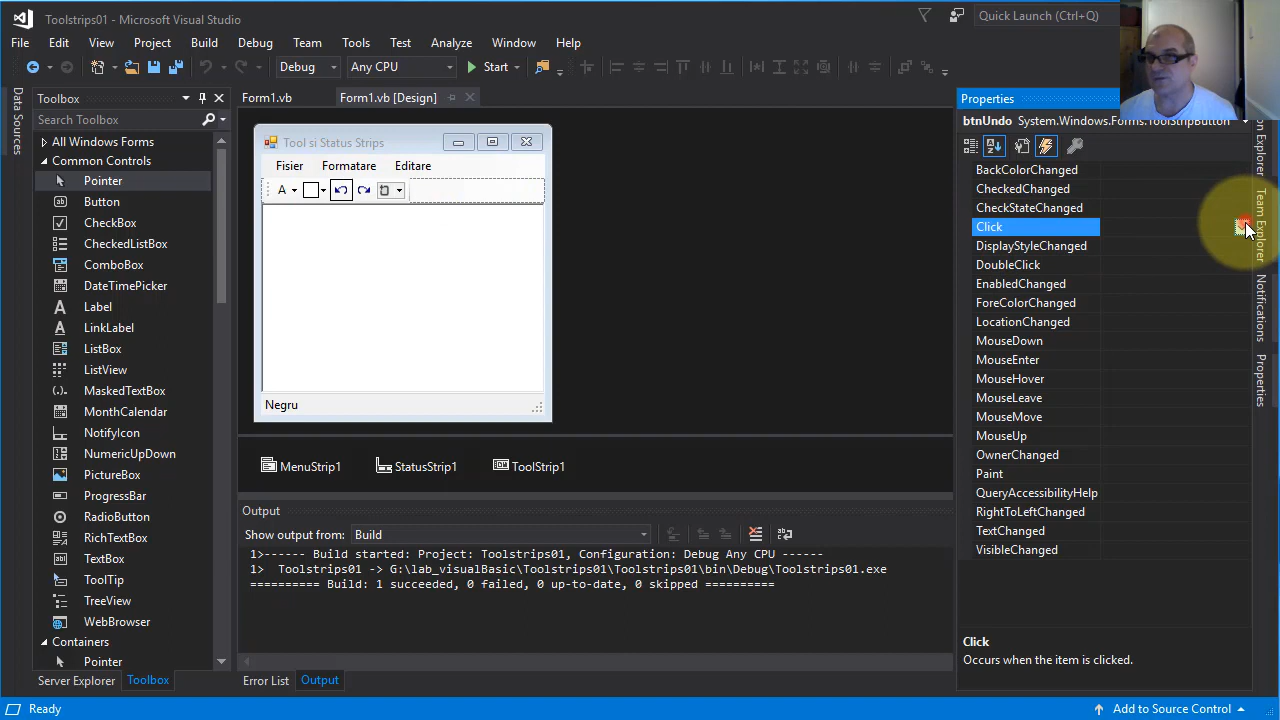 Toolstrips01 - Microsoft Visual Studio
Quick Launch (Ctrl+Q)
File Edit View Project Build Debug Team Tools Test Analyze Window Help
Debug Any CPU Start
Data Sources
Toolbox
Search Toolbox
All Windows Forms
Common Controls
Pointer
Button
CheckBox
CheckedListBox
ComboBox
DateTimePicker
Label
LinkLabel
ListBox
ListView
MaskedTextBox
MonthCalendar
NotifyIcon
NumericUpDown
PictureBox
ProgressBar
RadioButton
RichTextBox
TextBox
ToolTip
TreeView
WebBrowser
Containers
Pointer
Server Explorer Toolbox
Form1.vb Form1.vb [Design]
Tool si Status Strips
Fisier Formatare Editare
A
Negru
MenuStrip1 StatusStrip1 ToolStrip1
Output
Show output from: Build
1>------ Build started: Project: Toolstrips01, Configuration: Debug Any CPU ------
1>  Toolstrips01 -> G:\lab_visualBasic\Toolstrips01\Toolstrips01\bin\Debug\Toolstrips01.exe
========== Build: 1 succeeded, 0 failed, 0 up-to-date, 0 skipped ==========
Error List Output
Properties
btnUndo System.Windows.Forms.ToolStripButton
BackColorChanged
CheckedChanged
CheckStateChanged
Click
DisplayStyleChanged
DoubleClick
EnabledChanged
ForeColorChanged
LocationChanged
MouseDown
MouseEnter
MouseHover
MouseLeave
MouseMove
MouseUp
OwnerChanged
Paint
QueryAccessibilityHelp
RightToLeftChanged
TextChanged
VisibleChanged
Click
Occurs when the item is clicked.
Explorer
Team Explorer
Notifications
Properties
Ready
Add to Source Control